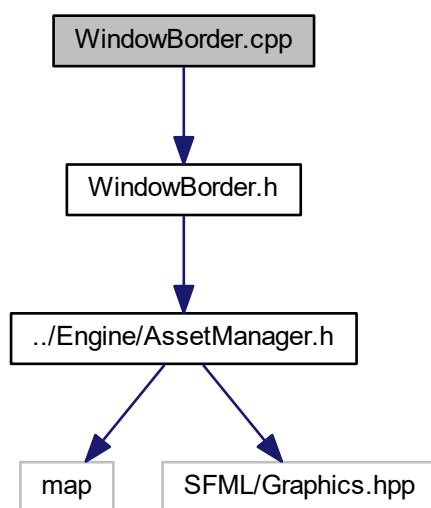 WindowBorder.cpp
WindowBorder.h
../Engine/AssetManager.h
map
SFML/Graphics.hpp